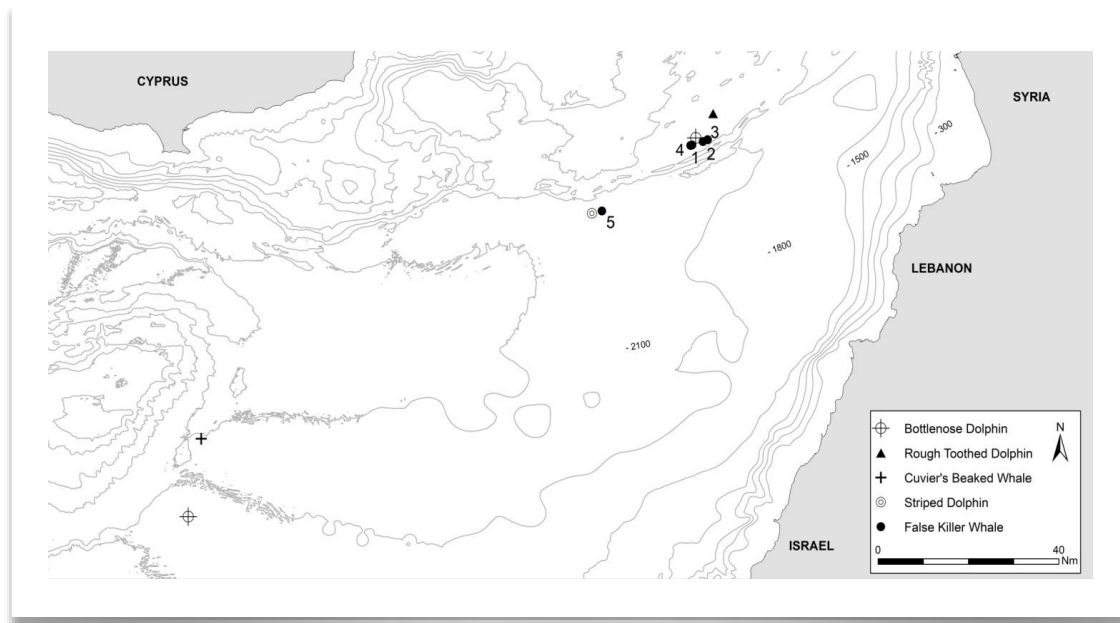 CYPRUS
SYRIA
- 300
3
4
1
2
- 1500
5
- 1800
LEBANON
- 2100
Bottlenose Dolphin
N
Rough Toothed Dolphin
Cuvier's Beaked Whale
Striped Dolphin
False Killer Whale
ISRAEL
0
40
Nm